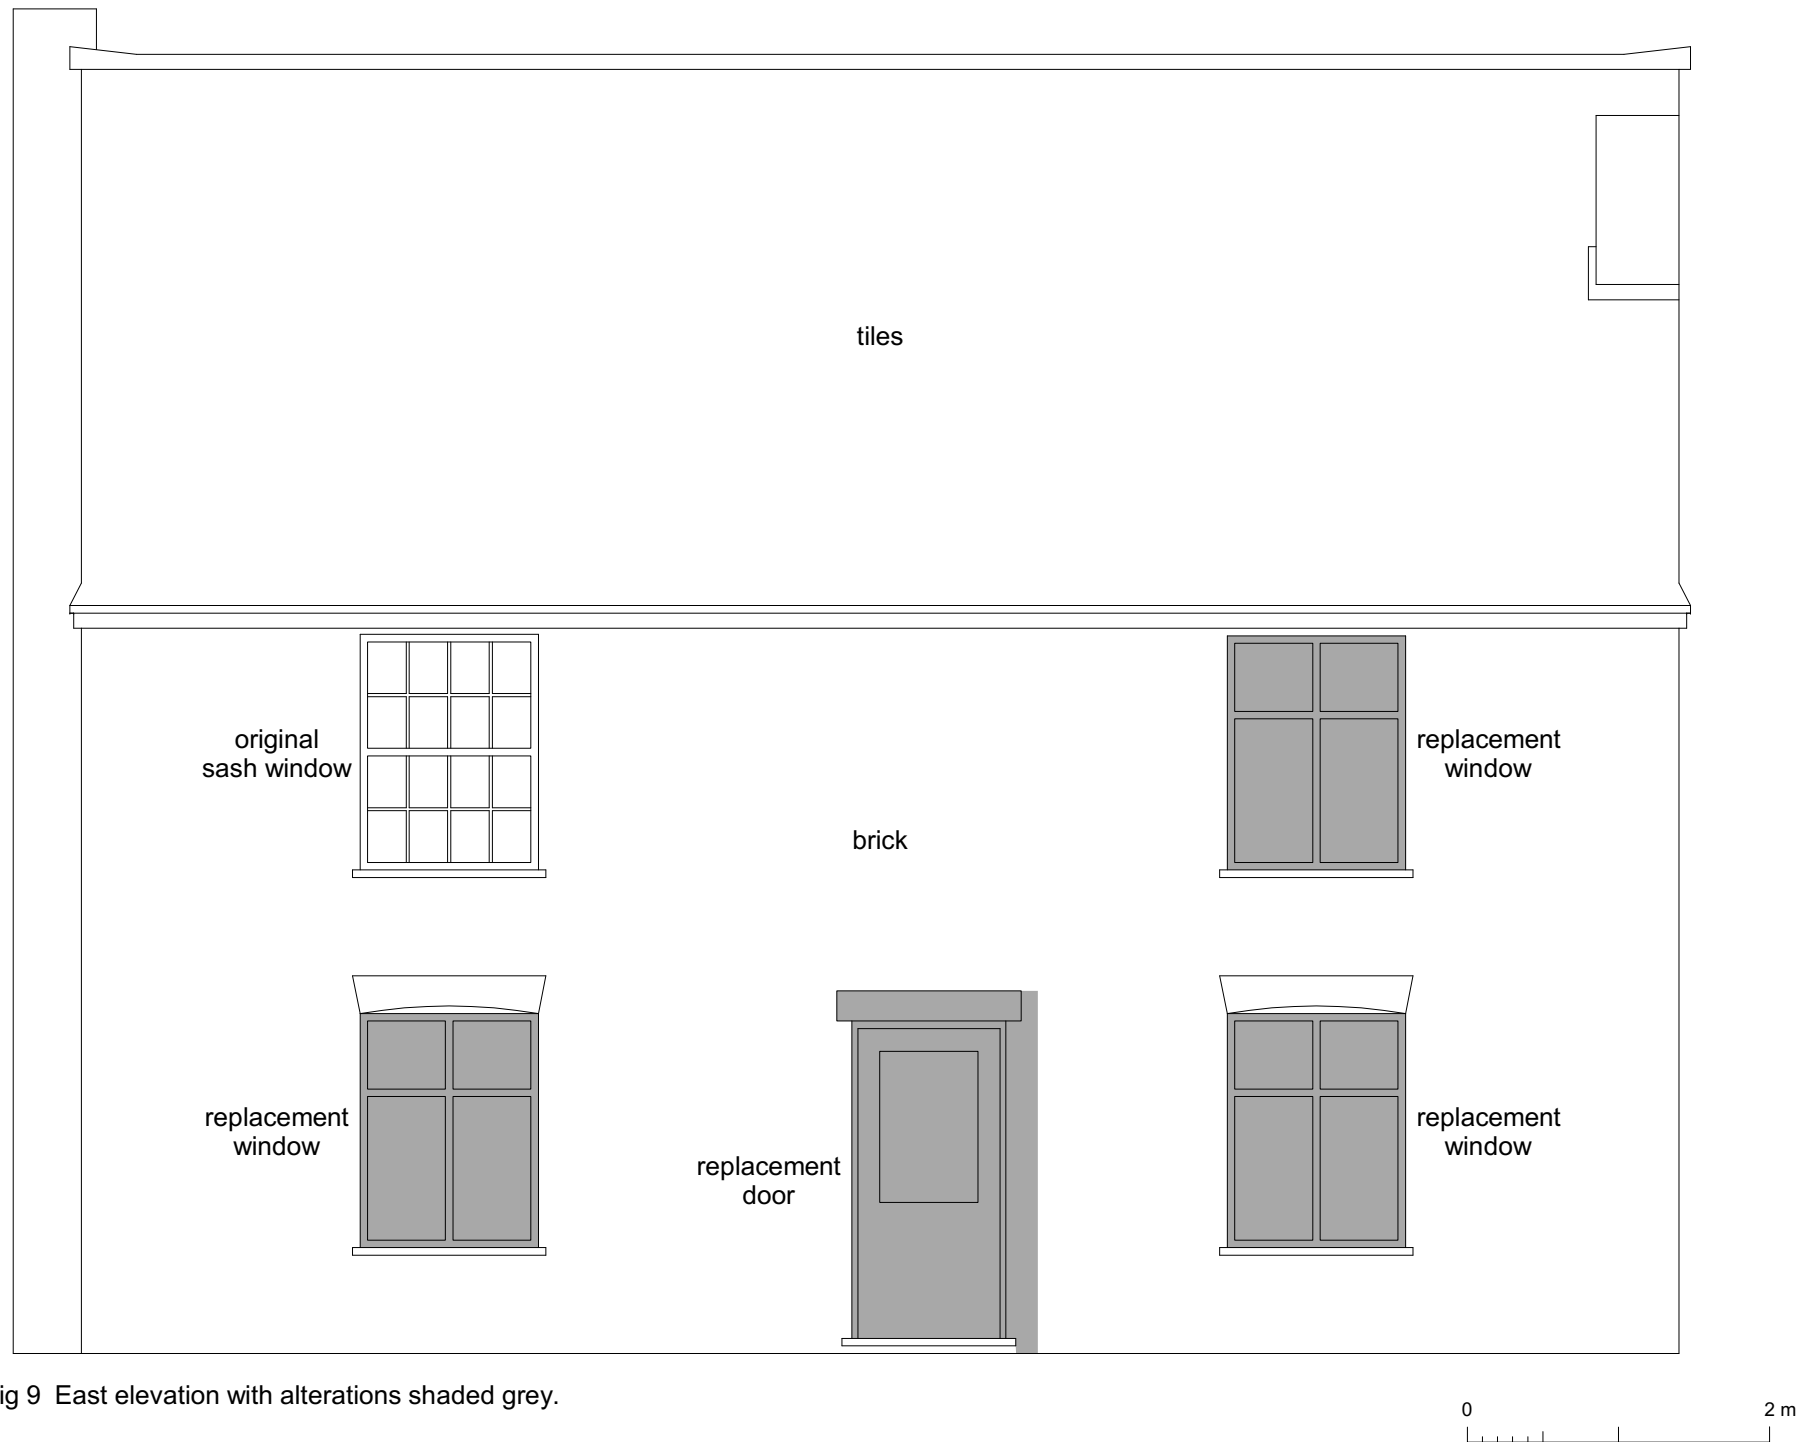 tiles
original
sash window
replacement
window
brick
replacement
window
replacement
door
replacement
window
ig 9  East elevation with alterations shaded grey.
0
2 m